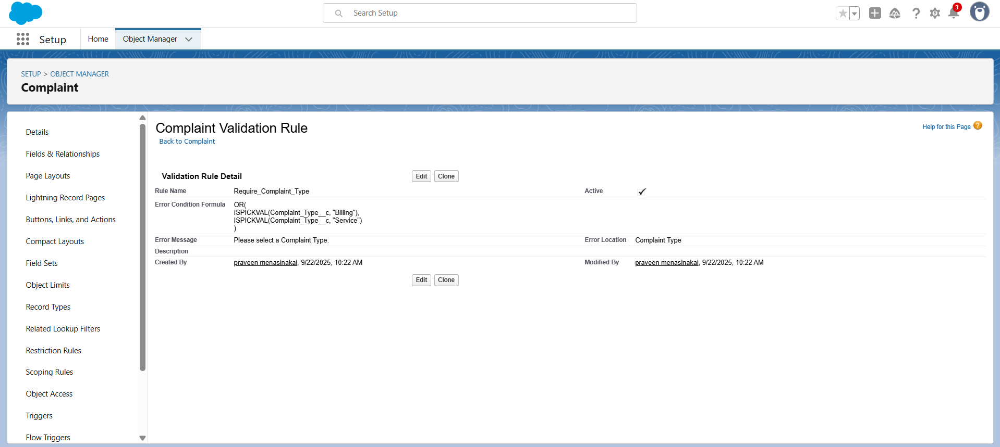 Search Setup
3
Setup
Home
Object Manager
SETUP > OBJECT MANAGER
Complaint
Details
Fields & Relationships
Page Layouts
Lightning Record Pages
Buttons, Links, and Actions
Compact Layouts
Field Sets
Object Limits
Record Types
Related Lookup Filters
Restriction Rules
Scoping Rules
Object Access
Triggers
Flow Triggers
Complaint Validation Rule
Help for this Page ?
Back to Complaint
Validation Rule Detail
Edit Clone
Rule Name Require_Complaint_Type Active
Error Condition Formula OR(
ISPICKVAL(Complaint_Type__c, "Billing"),
ISPICKVAL(Complaint_Type__c, "Service")
)
Error Message Please select a Complaint Type. Error Location Complaint Type
Description
Created By praveen menasinakai, 9/22/2025, 10:22 AM Modified By praveen menasinakai, 9/22/2025, 10:22 AM
Edit Clone